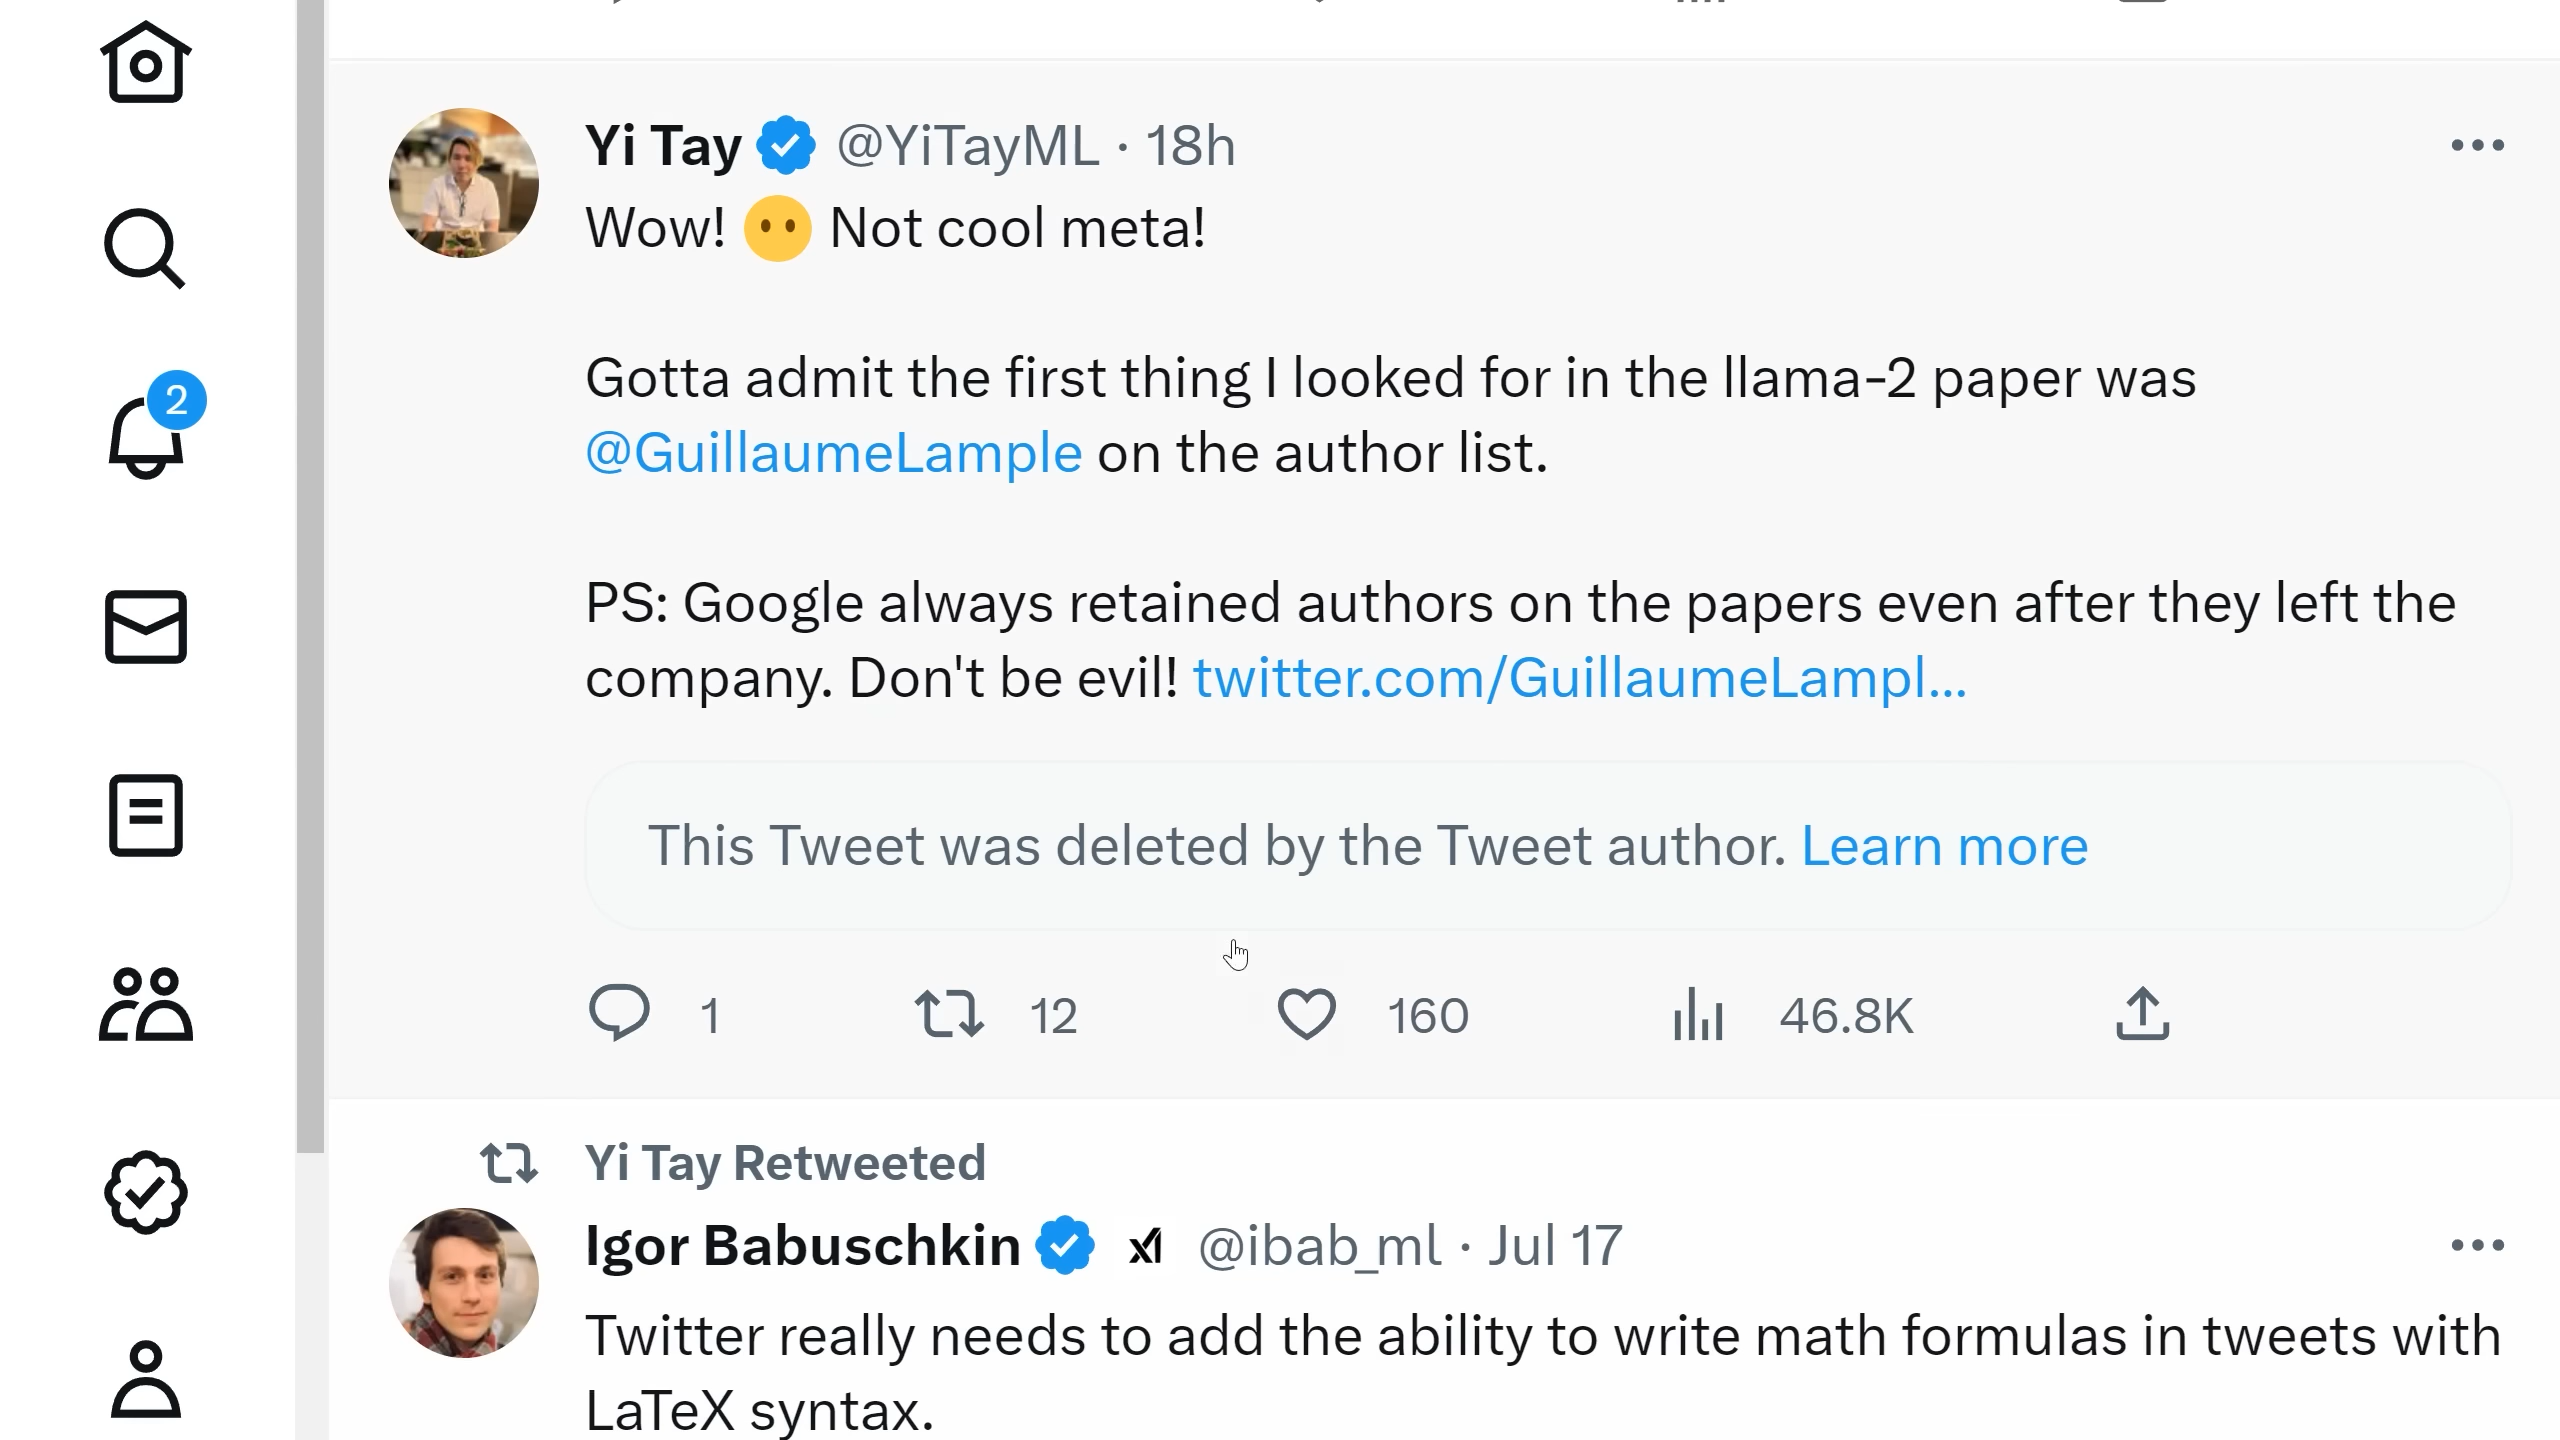 2
Yi Tay @YiTayML · 18h
Wow! 😶 Not cool meta!
Gotta admit the first thing I looked for in the llama-2 paper was
@GuillaumeLample on the author list.
PS: Google always retained authors on the papers even after they left the
company. Don't be evil! twitter.com/GuillaumeLampl...
This Tweet was deleted by the Tweet author. Learn more
1 12 160 46.8K
Yi Tay Retweeted
Igor Babuschkin xI @ibab_ml · Jul 17
Twitter really needs to add the ability to write math formulas in tweets with
LaTeX syntax.